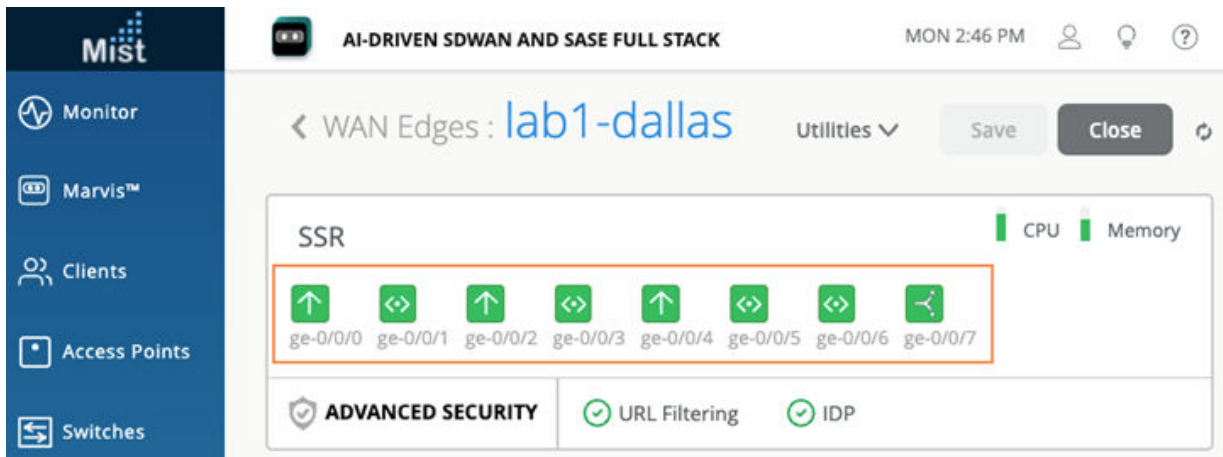 Mist
AI-DRIVEN SDWAN AND SASE FULL STACK
MON 2:46 PM
Monitor
Marvis™
Clients
Access Points
Switches
WAN Edges : lab1-dallas
Utilities
Save
Close
SSR
CPU
Memory
ge-0/0/0 ge-0/0/1 ge-0/0/2 ge-0/0/3 ge-0/0/4 ge-0/0/5 ge-0/0/6 ge-0/0/7
ADVANCED SECURITY
URL Filtering
IDP